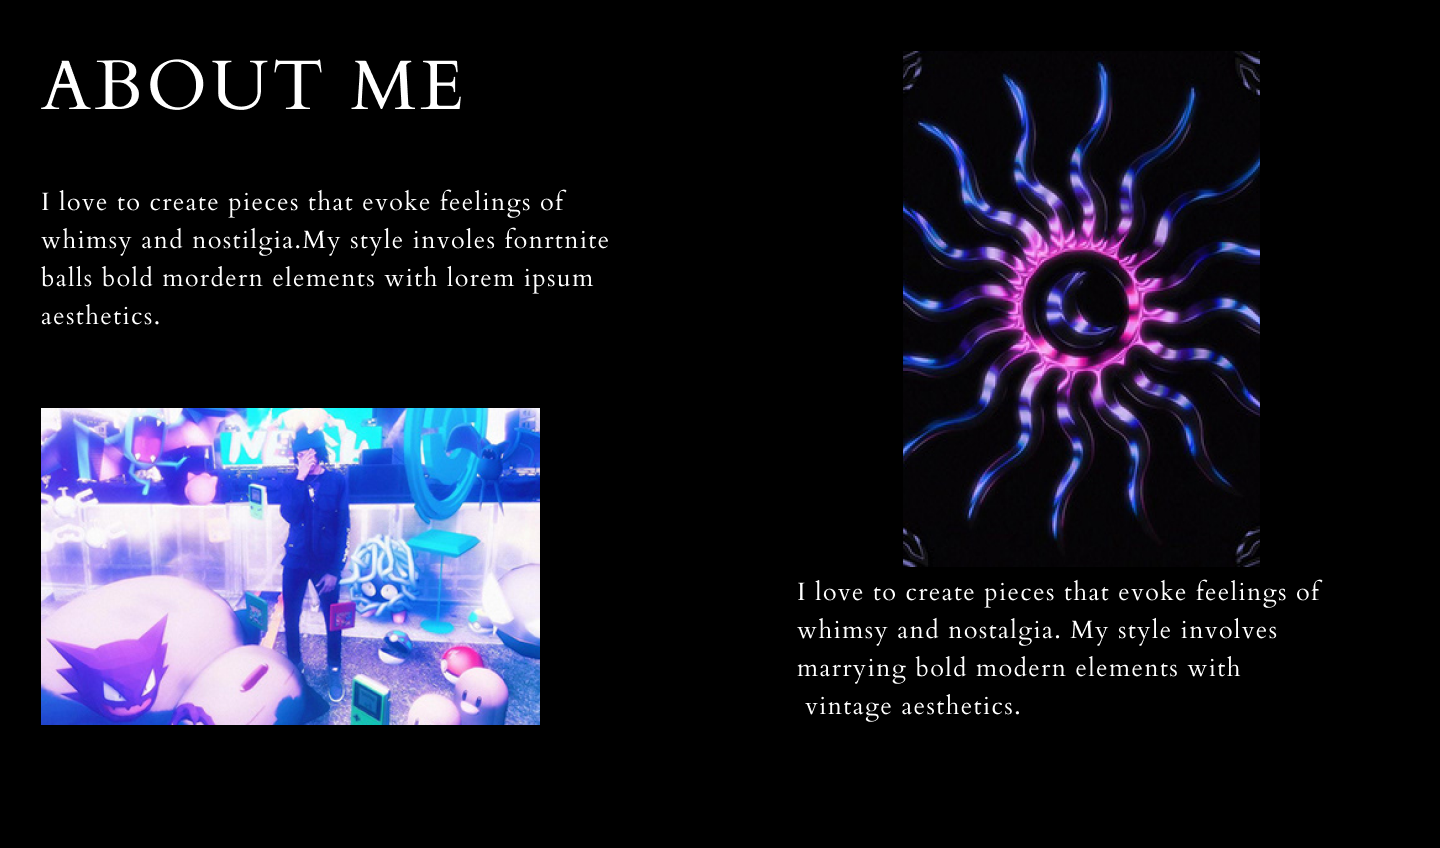 ABOUT ME
I love to create pieces that evoke feelings of
whimsy and nostilgia.My style involes fonrtnite
balls bold mordern elements with lorem ipsum
aesthetics.
I love to create pieces that evoke feelings of
whimsy and nostalgia. My style involves
marrying bold modern elements with
vintage aesthetics.